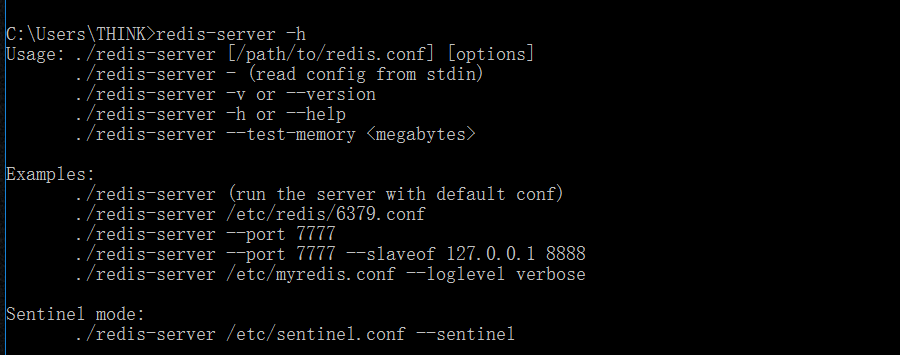 C:\Users\THINK>redis-server -h
Usage: ./redis-server [/path/to/redis.conf] [options]
       ./redis-server - (read config from stdin)
       ./redis-server -v or --version
       ./redis-server -h or --help
       ./redis-server --test-memory <megabytes>

Examples:
       ./redis-server (run the server with default conf)
       ./redis-server /etc/redis/6379.conf
       ./redis-server --port 7777
       ./redis-server --port 7777 --slaveof 127.0.0.1 8888
       ./redis-server /etc/myredis.conf --loglevel verbose

Sentinel mode:
       ./redis-server /etc/sentinel.conf --sentinel